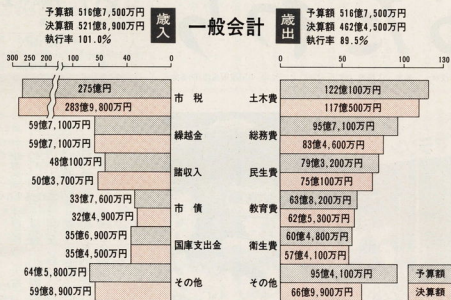 予算額 516億7,500万円
決算額 521億8,900万円
執行率 101.0%
歳入
一般会計
歳出
予算額 516億7,500万円
決算額 462億4,500万円
執行率 89.5%
300 200 50 40 0
0 50 100 130
275億円
283億9,800万円
市税
59億7,100万円
59億7,100万円
繰越金
48億100万円
50億3,700万円
諸収入
33億7,600万円
32億4,900万円
市債
35億6,900万円
35億4,500万円
国庫支出金
64億5,800万円
59億8,900万円
その他
土木費
122億100万円
117億500万円
総務費
95億7,100万円
83億4,600万円
民生費
79億3,200万円
75億100万円
教育費
63億8,200万円
62億5,300万円
衛生費
60億4,800万円
57億4,100万円
その他
95億4,100万円
66億9,900万円
予算額
決算額